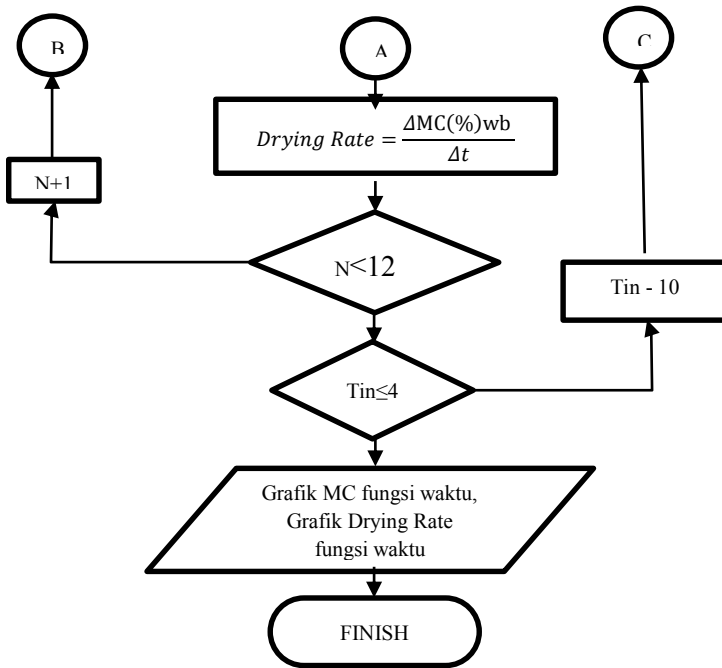 B
A
C
Drying Rate = ΔMC(%)wb / Δt
N+1
N<12
Tin - 10
Tin≤4
Grafik MC fungsi waktu,
Grafik Drying Rate
fungsi waktu
FINISH